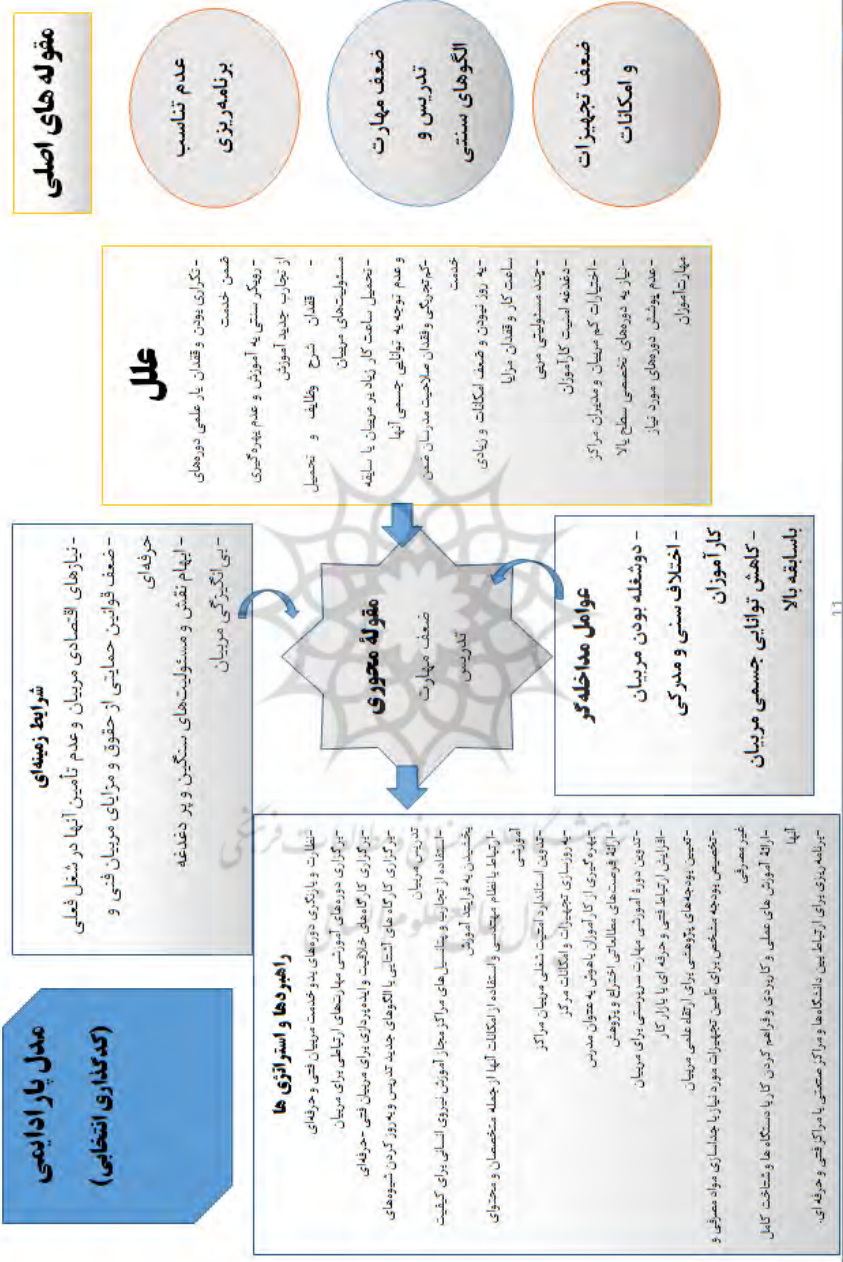 مدل پارادایمی
(کدگذاری انتخابی)
شرایط زمینه‌ای
- نیازهای اقتصادی مربیان و عدم تأمین آنها در شغل فعلی
- ضعف قوانین حمایتی از حقوق و مزایای مربیان فنی و
حرفه‌ای
- ابهام نقش و مسئولیت‌های سنگین و پر دغدغه
- بی‌انگیزگی مربیان
علل
- تکراری بودن و فقدان بار علمی دوره‌های
ضمن خدمت
- رویکر سنتی به آموزش و عدم بهره‌گیری
از تجارب جدید آموزش
- فقدان شرح وظایف و تحمیل
مسئولیت‌های مربیان
- تحمیل ساعت کار زیاد بر مربیان با سابقه
و عدم توجه به توانایی جسمی آنها
- کم‌تجربگی و فقدان صلاحیت مدرسان ضمن
خدمت
- به روز نبودن و ضعف امکانات و زیادی
ساعت کار و فقدان مزایا
- چند مسئولیتی مربی
- دغدغه امنیت کارآموزان
- اختیارات کم مربیان و مدیران مراکز
- نیاز به دوره‌های تخصصی سطح بالا
- عدم پوشش دوره‌های مورد نیاز
مهارت‌آموزان
مقوله های اصلی
عدم تناسب
برنامه‌ریزی
ضعف مهارت
تدریس و
الگوهای سنتی
ضعف تجهیزات
و امکانات
مقولهٔ محوری
ضعف مهارت
تدریس
عوامل مداخله‌گر
- دوشغله بودن مربیان
- اختلاف سنی و مدرکی
کارآموزان
- کاهش توانایی جسمی مربیان
باسابقه بالا
راهبردها و استراتژی ها
-نظارت و بازنگری دوره‌های بدو خدمت مربیان فنی و حرفه‌ای
-برگزاری دوره‌های آموزشی مهارت‌های ارتباطی برای مربیان
-برگزاری کارگاه‌های خلاقیت و ایده پردازی برای مربیان فنی -حرفه‌ای
-برگزاری کارگاه های آشنایی با الگوهای جدید تدریس و به روز کردن شیوه‌های
تدریس مربیان
-استفاده از تجارب و پتانسیل‌های مراکز مجاز آموزش نیروی انسانی برای کیفیت
بخشیدن به فرایند آموزش
-ارتباط با نظام مهندسی و استفاده از امکانات آنها از جمله متخصصان و محتوای
آموزشی
-تدوین استاندارد امنیت شغلی مربیان مراکز
-به روزسازی تجهیزات و امکانات مرکز
-بهره گیری از کارآموزان باهوش به عنوان مدرس
-ارائه فرصت‌های مطالعاتی اختراع و پژوهش
-تدوین دوره آموزشی مهارت سرپرستی برای مربیان
-افزایش ارتباط فنی و حرفه ای با بازار کار
-تعیین بودجه‌های پژوهشی برای ارتقاء علمی مربیان
-تخصیص بودجه مشخص برای تأمین تجهیزات مورد نیاز با جداسازی مواد مصرفی و
غیر مصرفی
-ارائهٔ آموزش های عملی و کاربردی و فراهم کردن کار با دستگاه ها و شناخت کامل
آنها
-برنامه ریزی برای ارتباط بین دانشگاه‌ها و مراکز صنعتی با مراکز فنی و حرفه ای.
11